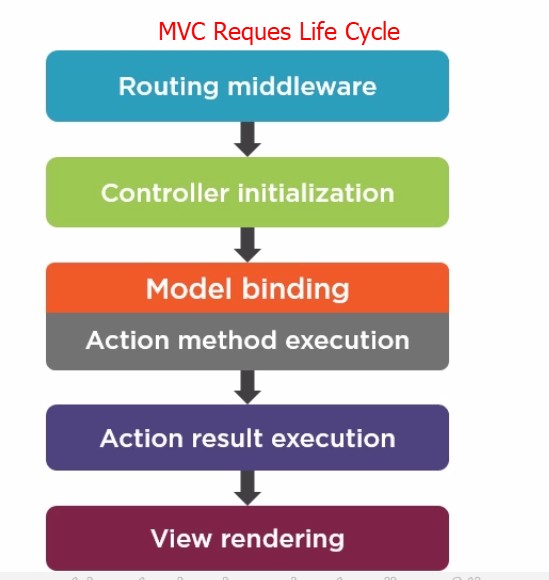 MVC Reques Life Cycle
Routing middleware
Controller initialization
Model binding
Action method execution
Action result execution
View rendering